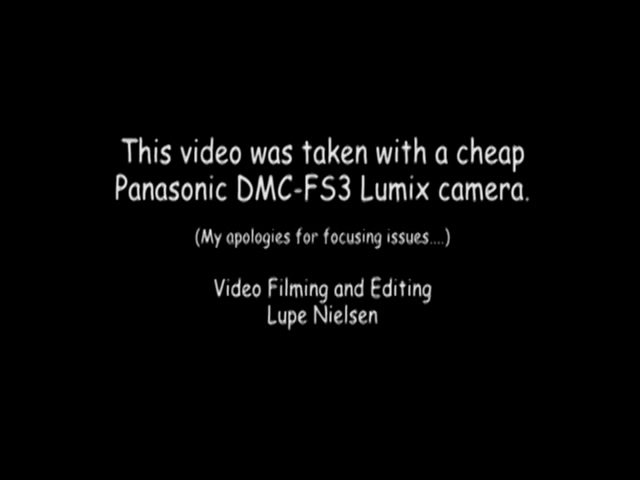 This video was taken with a cheap
Panasonic DMC-FS3 Lumix camera.
(My apologies for focusing issues....)
Video Filming and Editing
Lupe Nielsen